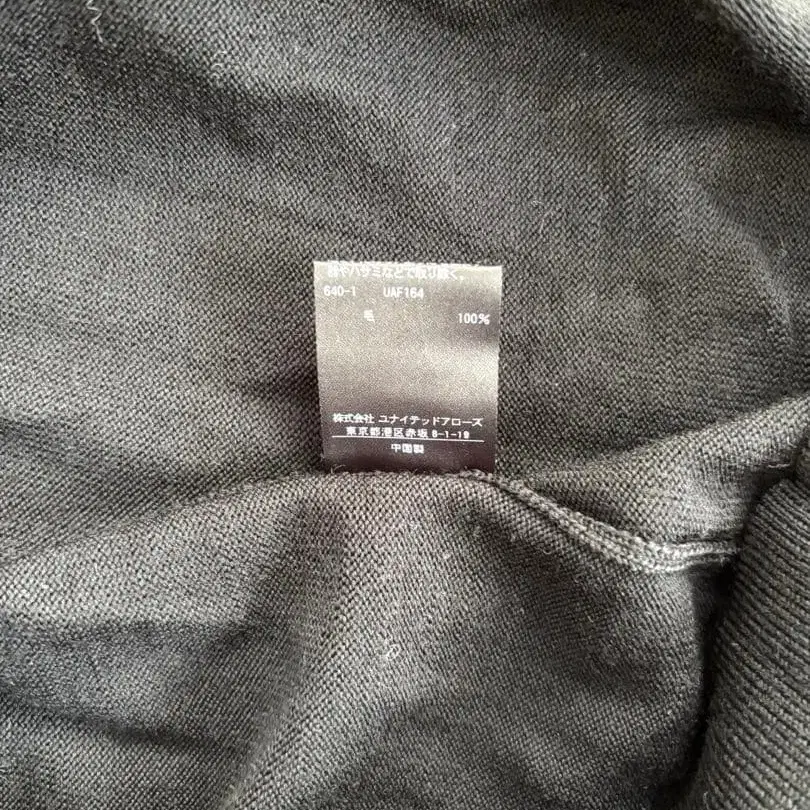 やハサミなどで取り除く。
640-1 UAF164
毛 100%
株式会社 ユナイテッドアローズ
東京都港区赤坂8-1-19
中国製